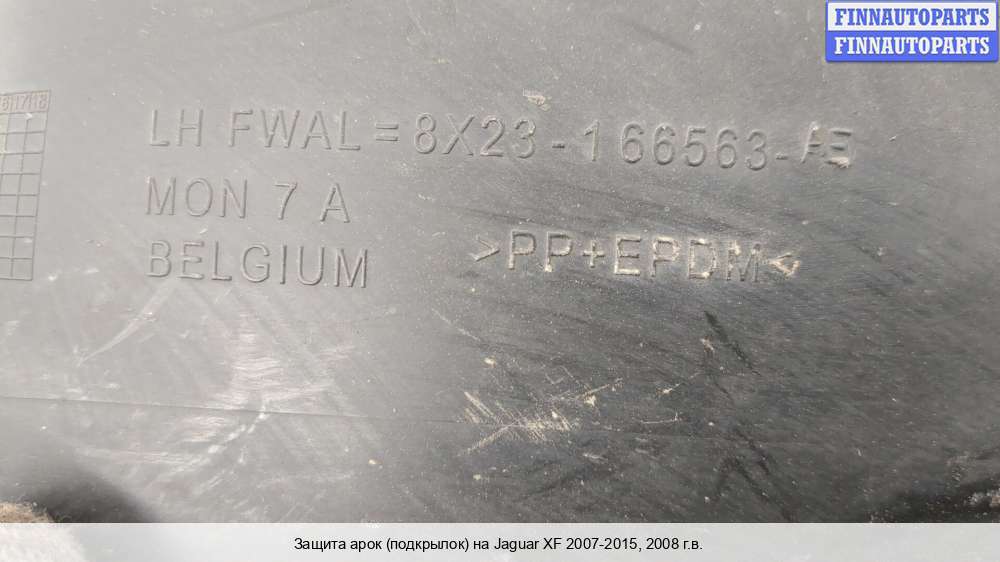 FINNAUTOPARTS
FINNAUTOPARTS
LH FWAL=8X23-166563-AE
MON 7 A
BELGIUM
>PP+EPDM<
Защита арок (подкрылок) на Jaguar XF 2007-2015, 2008 г.в.